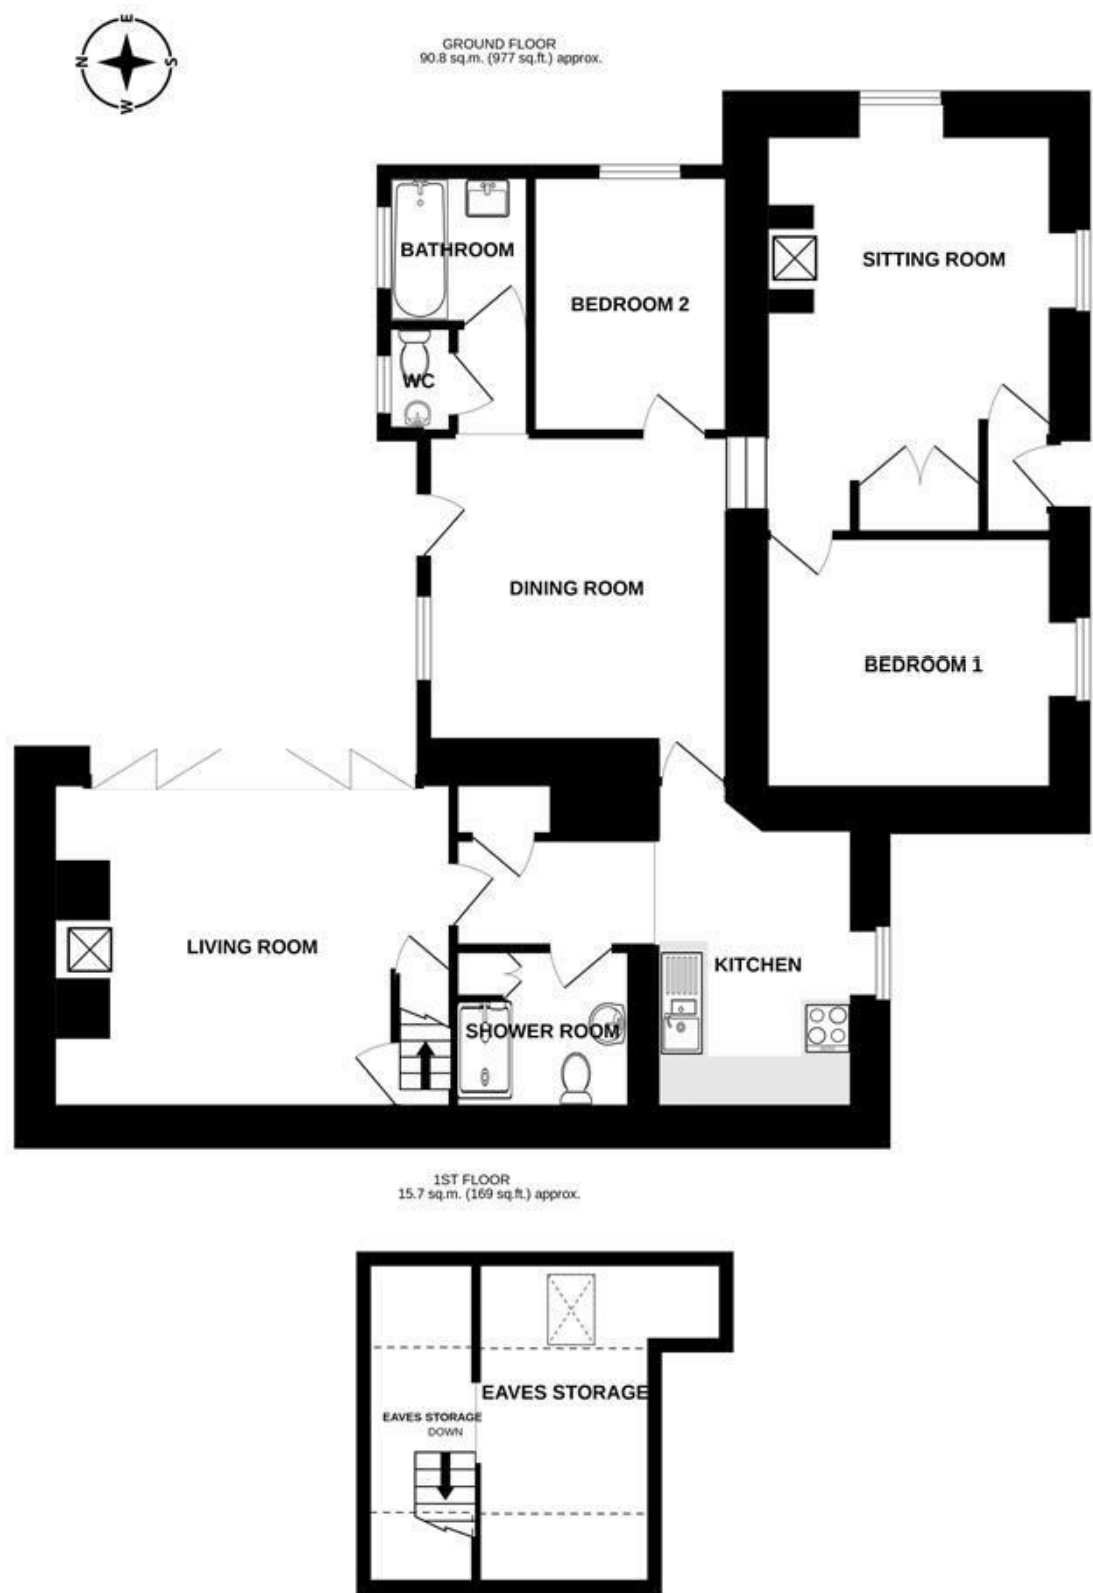 E
N
S
W
GROUND FLOOR
90.8 sq.m. (977 sq.ft.) approx.
BATHROOM
SITTING ROOM
BEDROOM 2
WC
DINING ROOM
BEDROOM 1
LIVING ROOM
KITCHEN
SHOWER ROOM
1ST FLOOR
15.7 sq.m. (169 sq.ft.) approx.
EAVES STORAGE
EAVES STORAGE
DOWN